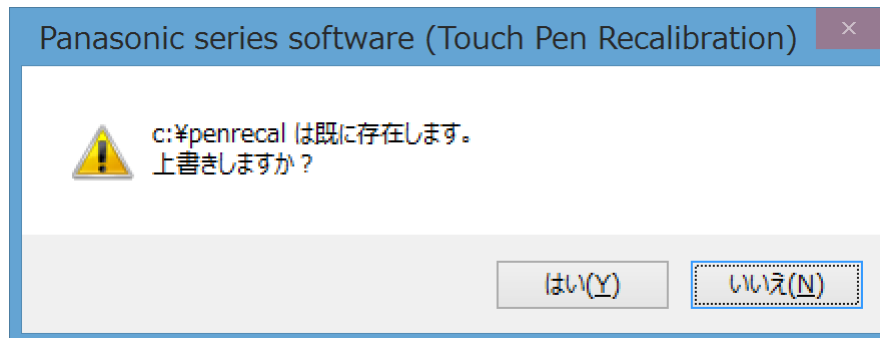 Panasonic series software (Touch Pen Recalibration)
c:¥penrecal は既に存在します。
上書きしますか？
はい(Y)
いいえ(N)